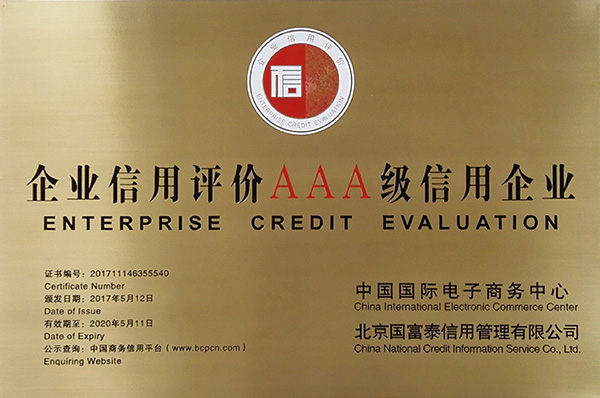 企业信用评价
信
ENTERPRISE CREDIT EVALUATION
企业信用评价AAA级信用企业
ENTERPRISE CREDIT EVALUATION
证书编号：201711146355540
Certificate Number
颁发日期：2017年5月12日
Date of Issue
有效期至：2020年5月11日
Date of Expiry
公示查询：中国商务信用平台（www.bcpcn.com）
Enquiring Website
中国国际电子商务中心
China International Electronic Commerce Center
北京国富泰信用管理有限公司
China National Credit Information Service Co., Ltd.